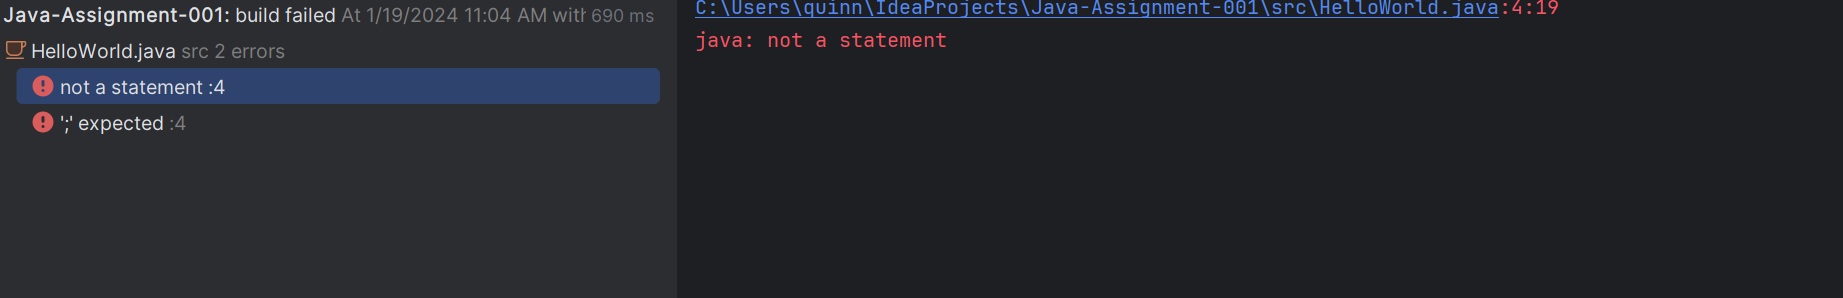 Java-Assignment-001: build failed At 1/19/2024 11:04 AM with 690 ms
HelloWorld.java src 2 errors
not a statement :4
';' expected :4
C:\Users\quinn\IdeaProjects\Java-Assignment-001\src\HelloWorld.java:4:19
java: not a statement